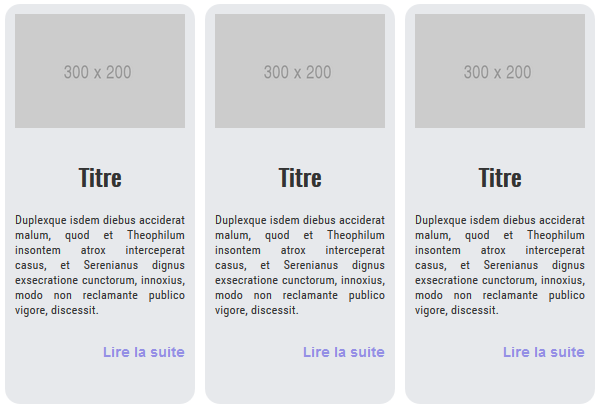 300 x 200
Titre
Duplexque isdem diebus acciderat
malum, quod et Theophilum
insontem atrox interceperat
casus, et Serenianus dignus
exsecratione cunctorum, innoxius,
modo non reclamante publico
vigore, discessit.
Lire la suite
300 x 200
Titre
Duplexque isdem diebus acciderat
malum, quod et Theophilum
insontem atrox interceperat
casus, et Serenianus dignus
exsecratione cunctorum, innoxius,
modo non reclamante publico
vigore, discessit.
Lire la suite
300 x 200
Titre
Duplexque isdem diebus acciderat
malum, quod et Theophilum
insontem atrox interceperat
casus, et Serenianus dignus
exsecratione cunctorum, innoxius,
modo non reclamante publico
vigore, discessit.
Lire la suite